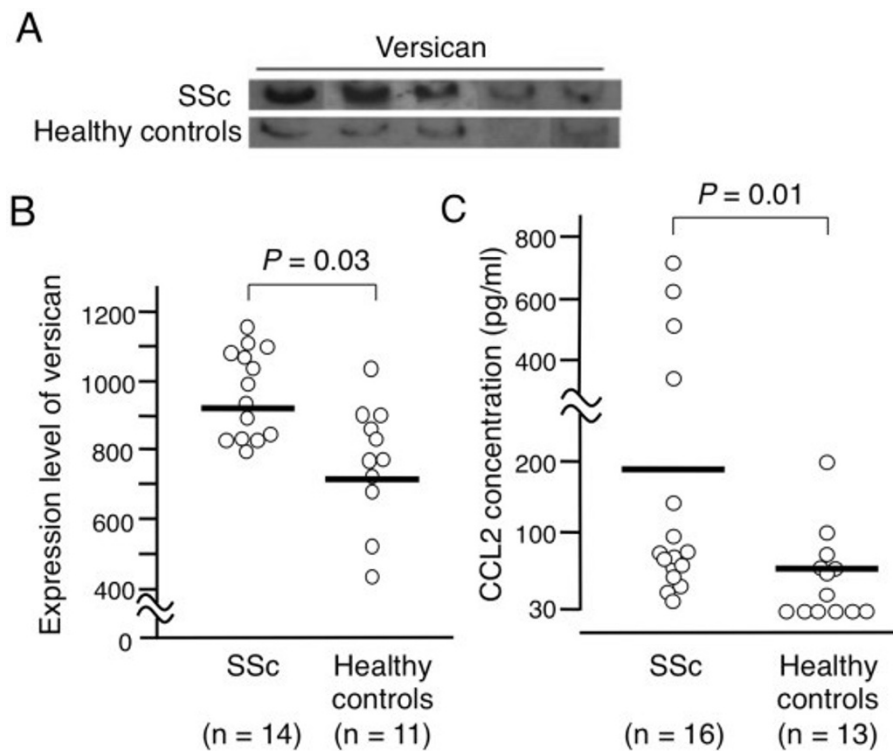 A
Versican
SSc
Healthy controls
B
P = 0.03
Expression level of versican
1200
1000
800
600
400
0
SSc
Healthy
controls
(n = 14)
(n = 11)
C
P = 0.01
CCL2 concentration (pg/ml)
800
600
400
200
100
30
SSc
Healthy
controls
(n = 16)
(n = 13)